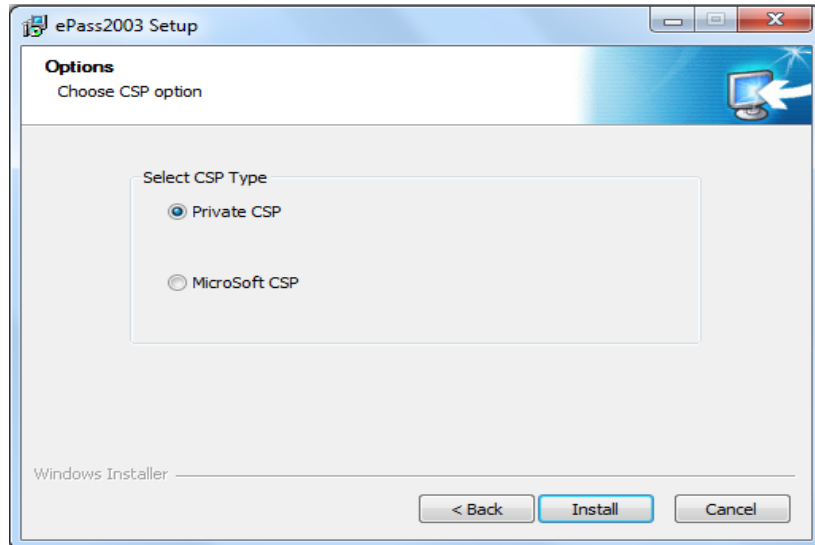 ePass2003 Setup
Options
Choose CSP option
Select CSP Type
Private CSP
MicroSoft CSP
Windows Installer
< Back Install Cancel